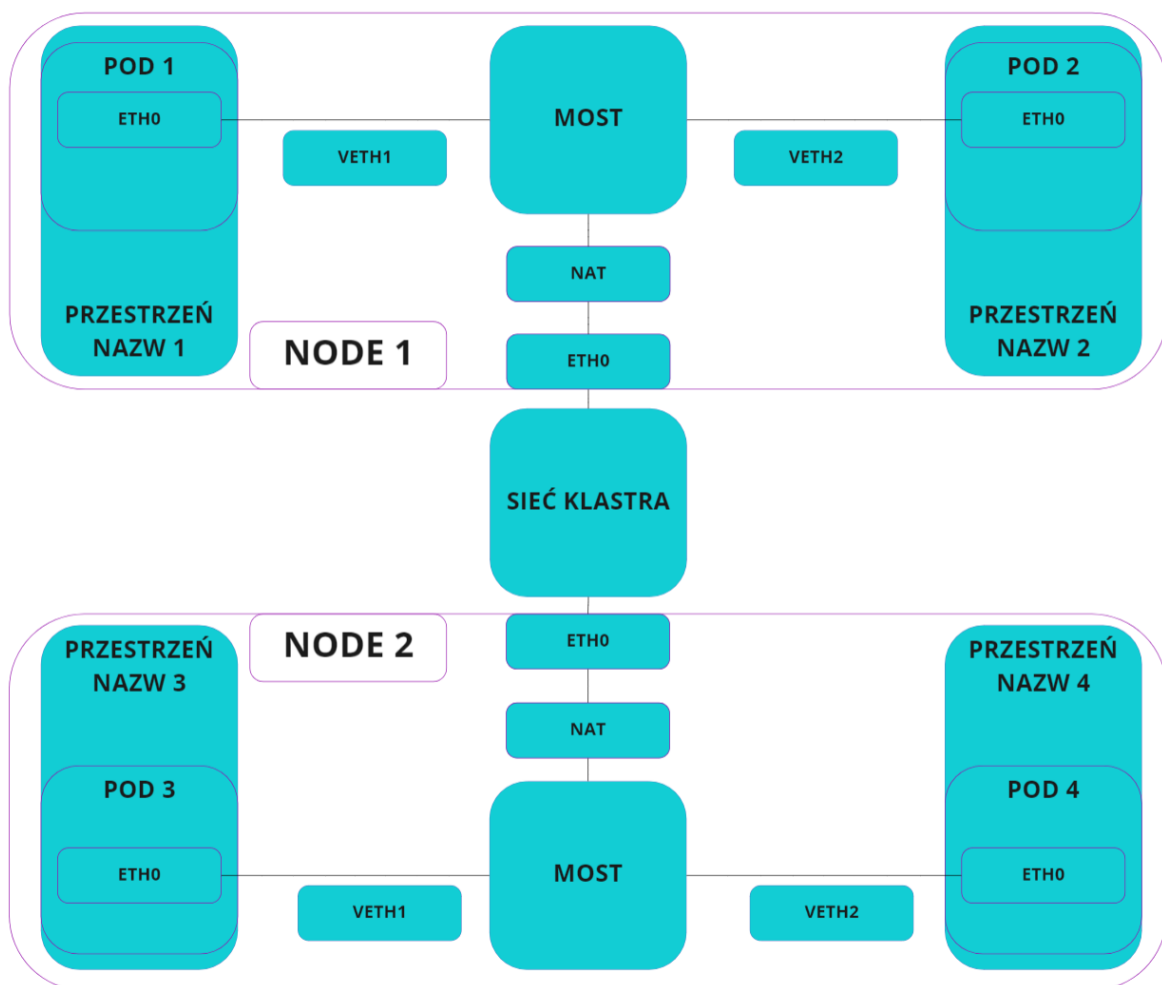 POD 1
ETH0
VETH1
MOST
VETH2
POD 2
ETH0
NAT
PRZESTRZEŃ
NAZW 1
NODE 1
ETH0
PRZESTRZEŃ
NAZW 2
SIEĆ KLASTRA
PRZESTRZEŃ
NAZW 3
NODE 2
ETH0
PRZESTRZEŃ
NAZW 4
NAT
POD 3
ETH0
VETH1
MOST
VETH2
POD 4
ETH0